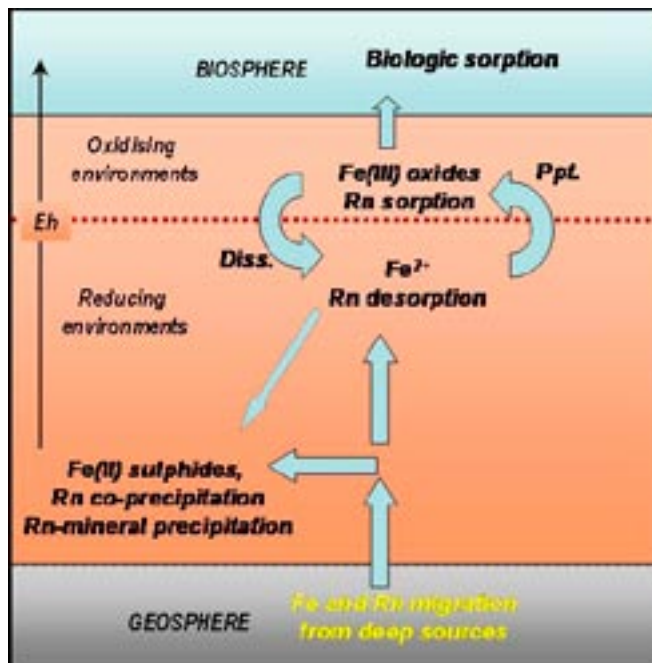 BIOSPHERE
Biologic sorption
Oxidising
environments
Fe(III) oxides
Rn sorption
Ppt.
Eh
Diss.
Fe²⁺
Rn desorption
Reducing
environments
Fe(II) sulphides,
Rn co-precipitation
Rn-mineral precipitation
GEOSPHERE
Fe and Rn migration
from deep sources